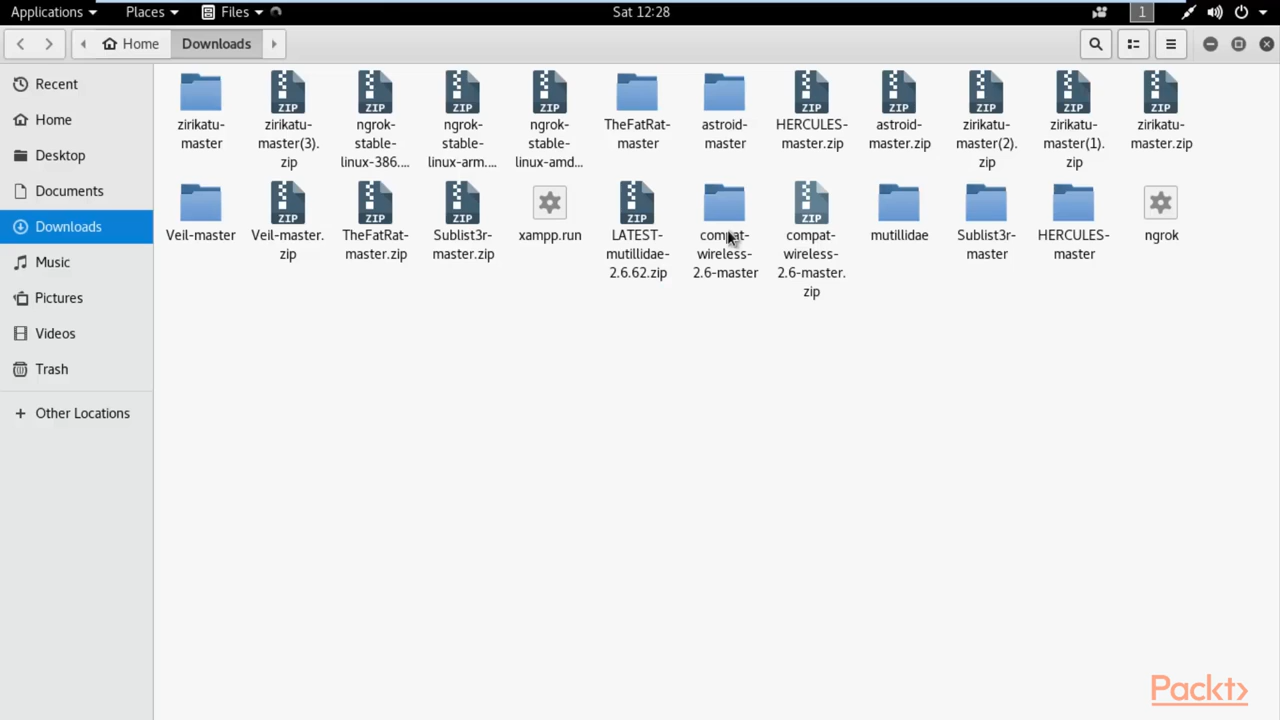 Applications Places Files Sat 12:28 1
Home Downloads
Recent
Home
Desktop
Documents
Downloads
Music
Pictures
Videos
Trash
Other Locations
ZIP ZIP ZIP ZIP ZIP ZIP ZIP ZIP ZIP
zirikatu- zirikatu- ngrok- ngrok- ngrok- TheFatRat- astroid- HERCULES- astroid- zirikatu- zirikatu- zirikatu-
master master(3). stable- stable- stable- master master master.zip master.zip master(2). master(1). master.zip
zip linux-386.... linux-arm.... linux-amd... zip zip
ZIP ZIP ZIP ZIP ZIP
Veil-master Veil-master. TheFatRat- Sublist3r- xampp.run LATEST- compat- compat- mutillidae Sublist3r- HERCULES- ngrok
zip master.zip master.zip mutillidae- wireless- wireless- master master
2.6.62.zip 2.6-master 2.6-master.
zip
Packt